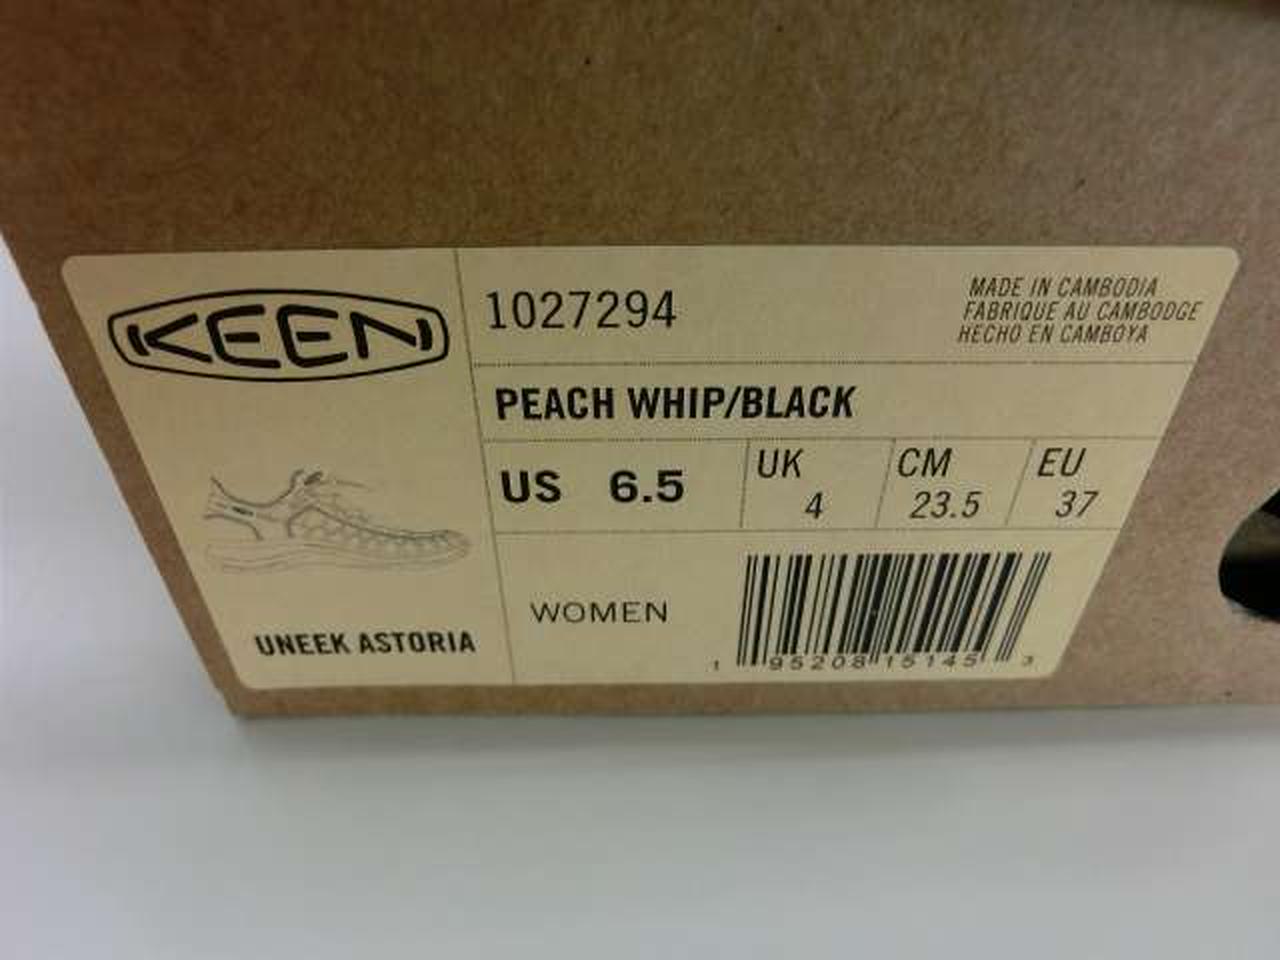 KEEN
1027294
MADE IN CAMBODIA
FABRIQUE AU CAMBODGE
HECHO EN CAMBOYA
PEACH WHIP/BLACK
US 6.5
UK 4
CM 23.5
EU 37
UNEEK ASTORIA
WOMEN
1 95208 15145 3